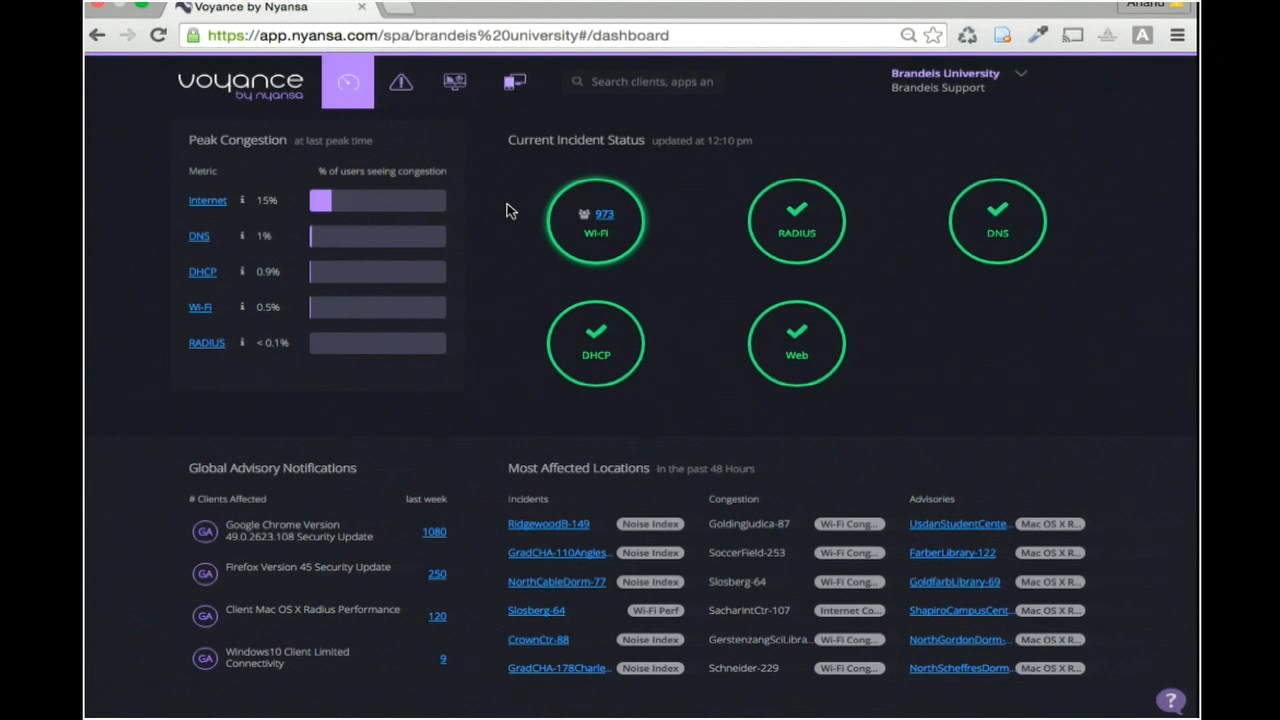 Voyance by Nyansa
Anand
https://app.nyansa.com/spa/brandeis%20university#/dashboard
voyance
by nyansa
Search clients, apps an
Brandeis University
Brandeis Support
Peak Congestion at last peak time
Metric % of users seeing congestion
Internet 15%
DNS 1%
DHCP 0.9%
Wi-Fi 0.5%
RADIUS < 0.1%
Current Incident Status updated at 12:10 pm
973
WI-FI
RADIUS
DNS
DHCP
Web
Global Advisory Notifications
# Clients Affected last week
GA Google Chrome Version
49.0.2623.108 Security Update 1080
GA Firefox Version 45 Security Update 250
GA Client Mac OS X Radius Performance 120
GA Windows10 Client Limited
Connectivity 9
Most Affected Locations In the past 48 Hours
Incidents Congestion Advisories
RidgewoodB-149 Noise Index GoldingJudica-87 Wi-Fi Cong... UsdanStudentCente... Mac OS X R...
GradCHA-110Angles... Noise Index SoccerField-253 Wi-Fi Cong... FarberLibrary-122 Mac OS X R...
NorthCableDorm-77 Noise Index Slosberg-64 Wi-Fi Cong... GoldfarbLibrary-69 Mac OS X R...
Slosberg-64 Wi-Fi Perf SacharIntCtr-107 Internet Co... ShapiroCampusCent... Mac OS X R...
CrownCtr-88 Noise Index GerstenzangSciLibra... Wi-Fi Cong... NorthGordonDorm-... Mac OS X R...
GradCHA-178Charle... Noise Index Schneider-229 Wi-Fi Cong... NorthScheffresDorm... Mac OS X R...
?